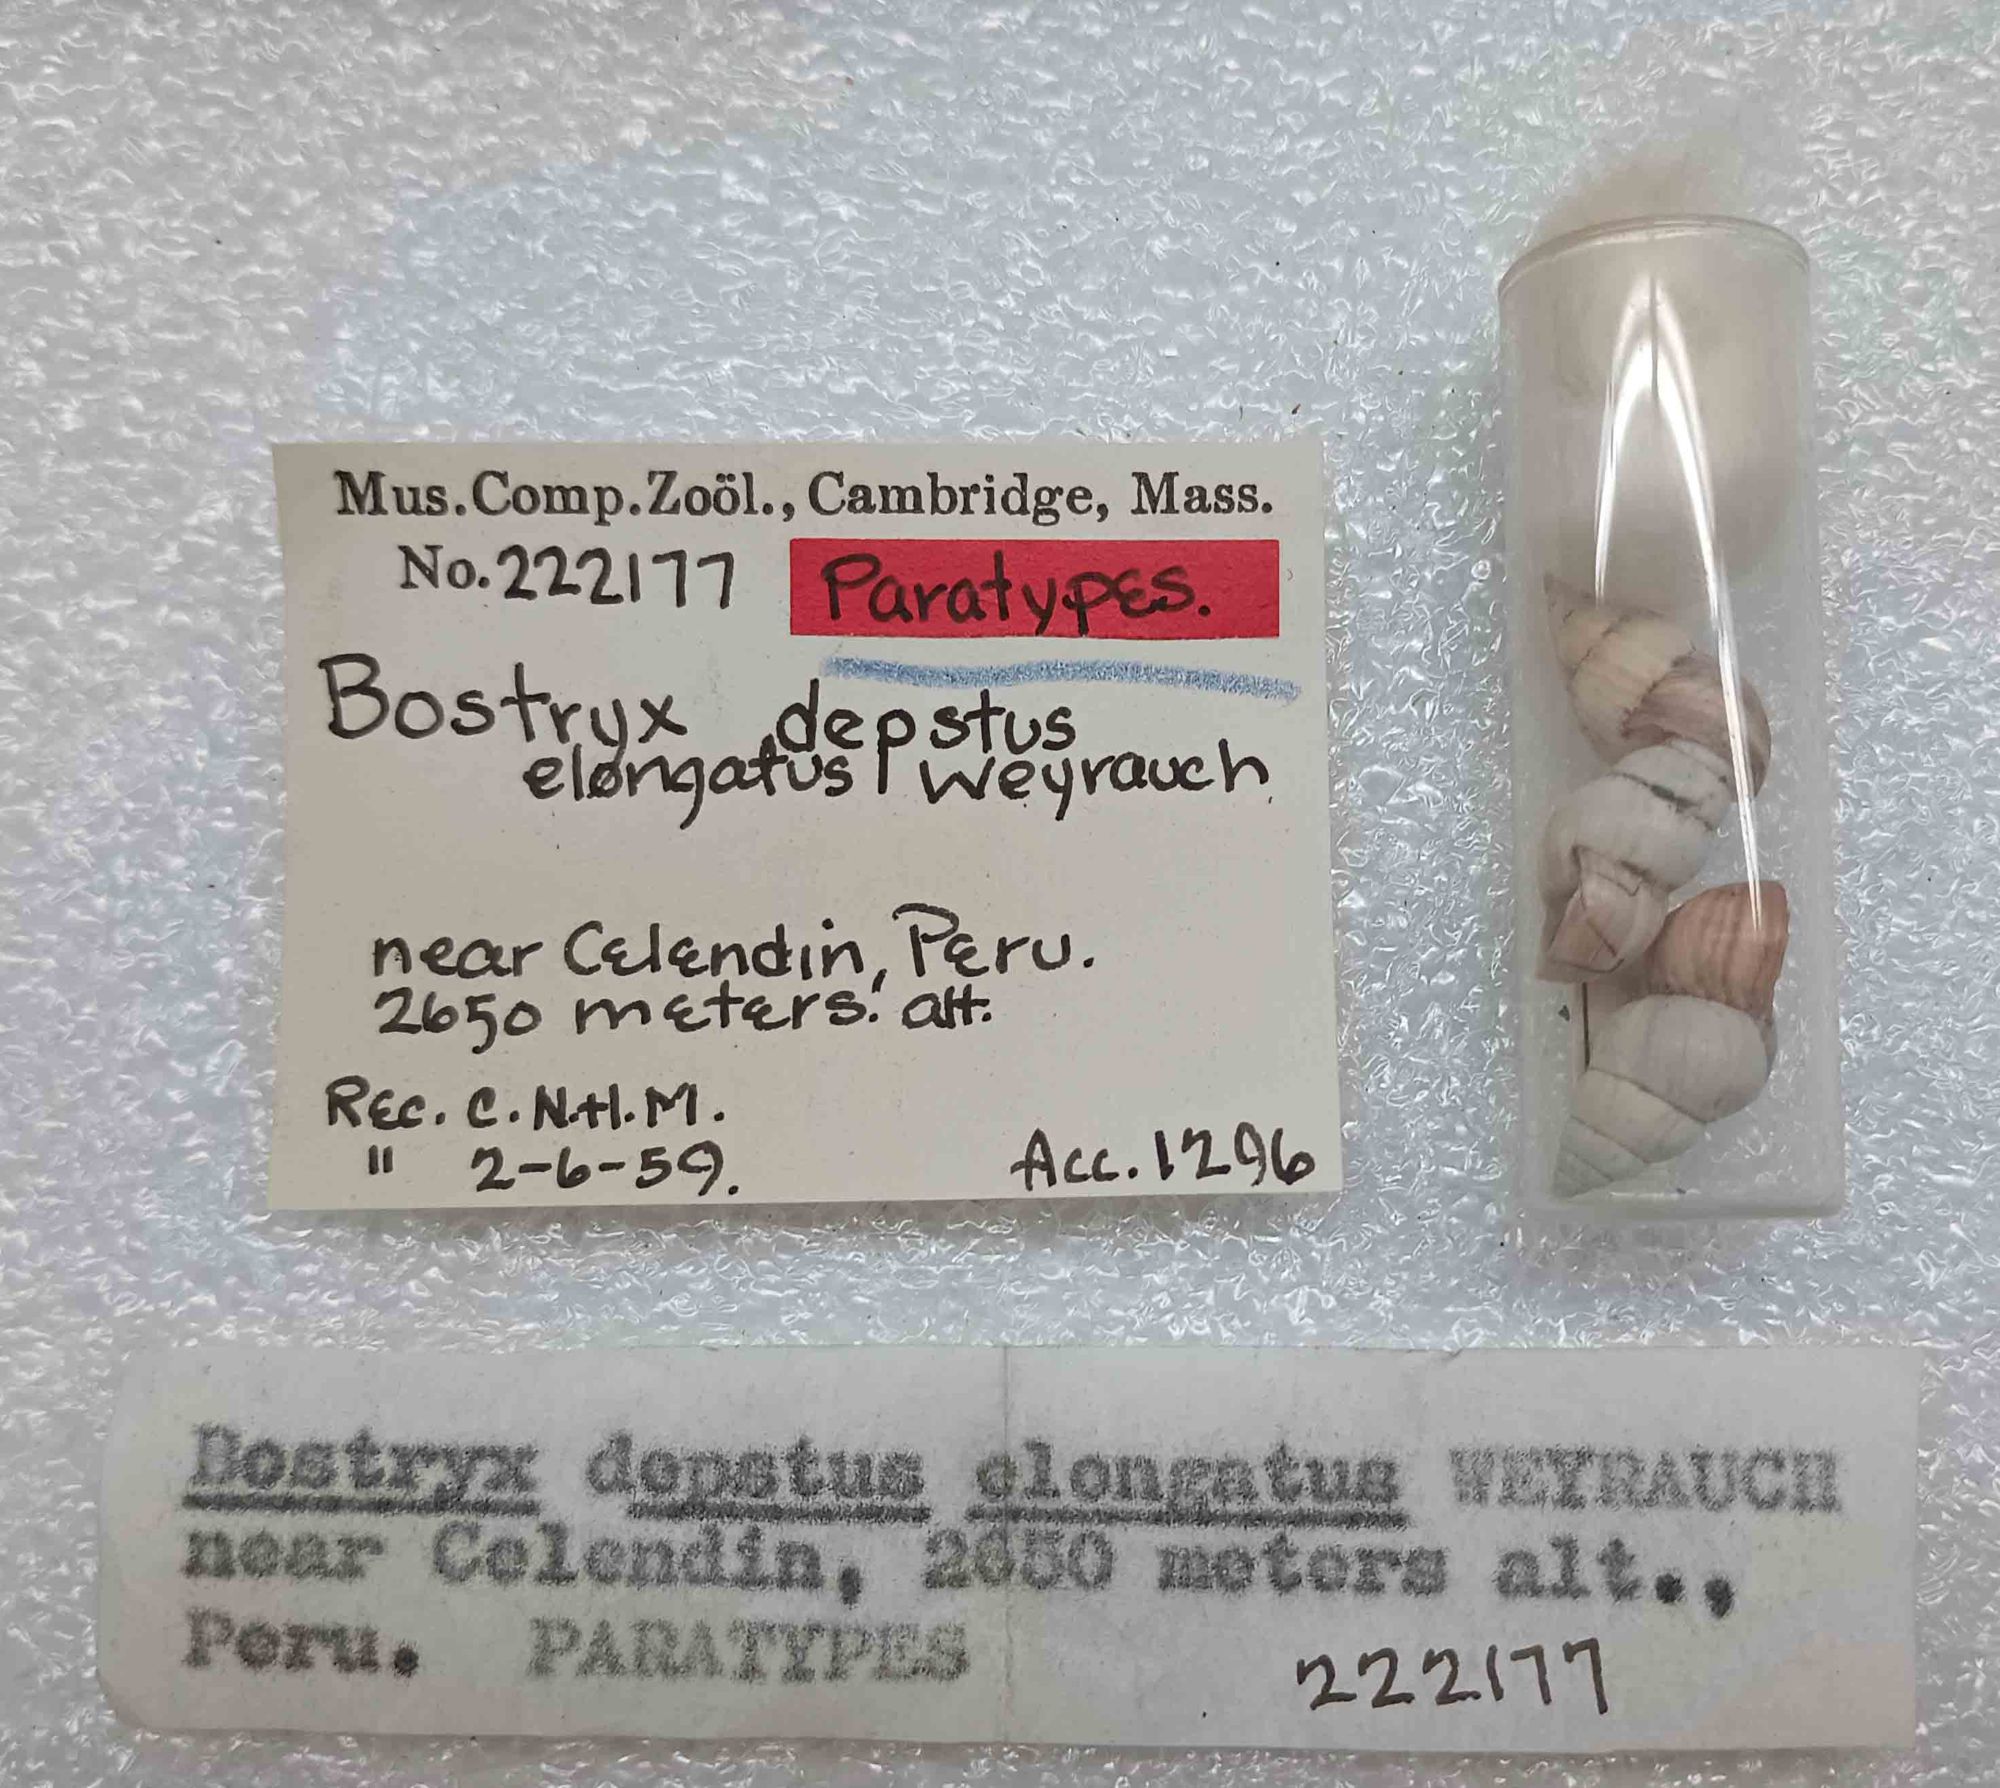 Mus. Comp. Zoöl., Cambridge, Mass.
No. 222177 Paratypes.
Bostryx depstus
elongatus Weyrauch
near Celendin, Peru.
2650 meters. alt.
Rec. C.N.H.M.
" 2-6-59. Acc. 1296
Bostryx depstus elongatus WEYRAUCH
near Celendin, 2650 meters alt.,
Peru. PARATYPES
222177